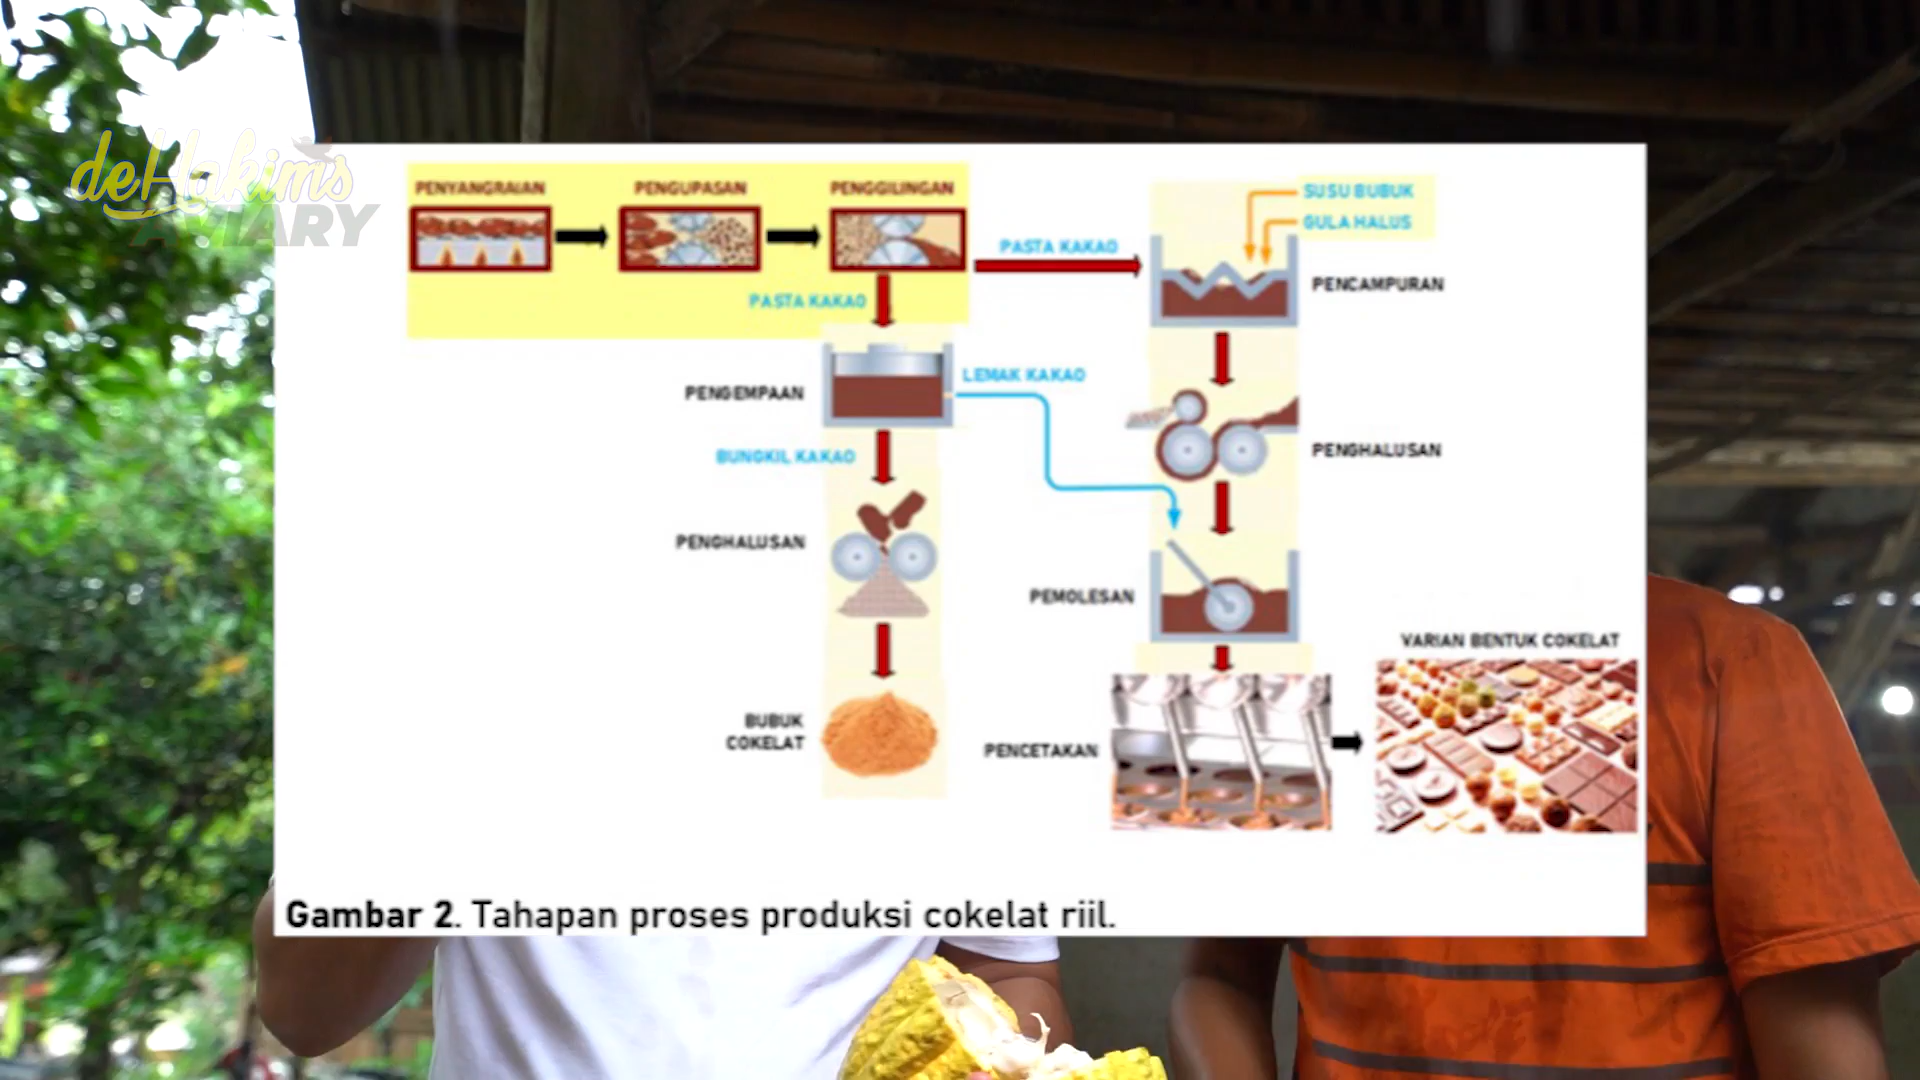 deHakims
AVIARY
PENYANGRAIAN
PENGUPASAN
PENGGILINGAN
PASTA KAKAO
PASTA KAKAO
SUSU BUBUK
GULA HALUS
PENCAMPURAN
PENGEMPAAN
LEMAK KAKAO
BUNGKIL KAKAO
PENGHALUSAN
PENGHALUSAN
PEMOLESAN
BUBUK
COKELAT
PENCETAKAN
VARIAN BENTUK COKELAT
Gambar 2. Tahapan proses produksi cokelat riil.